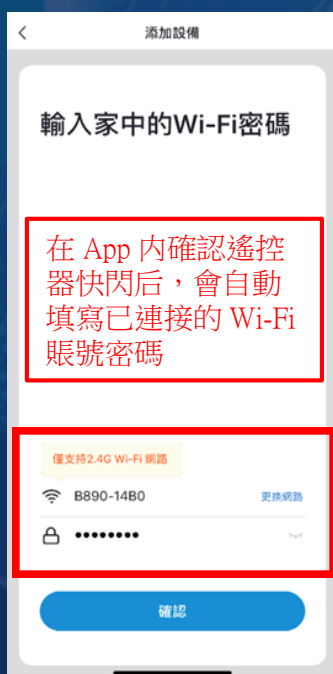 添加設備
輸入家中的Wi-Fi密碼
在 App 内確認遙控
器快閃后，會自動
填寫已連接的 Wi-Fi
賬號密碼
僅支持2.4G Wi-Fi 網路
B890-14B0
更換網路
••••••••
確認